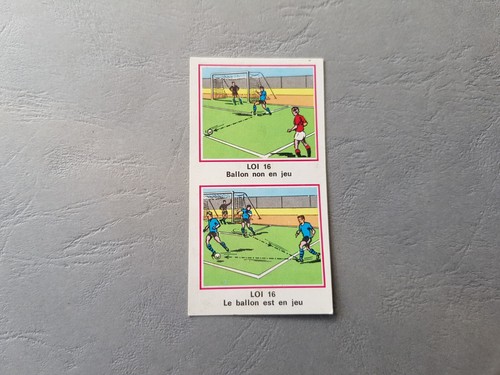 LOI 16
Ballon non en jeu
LOI 16
Le ballon est en jeu